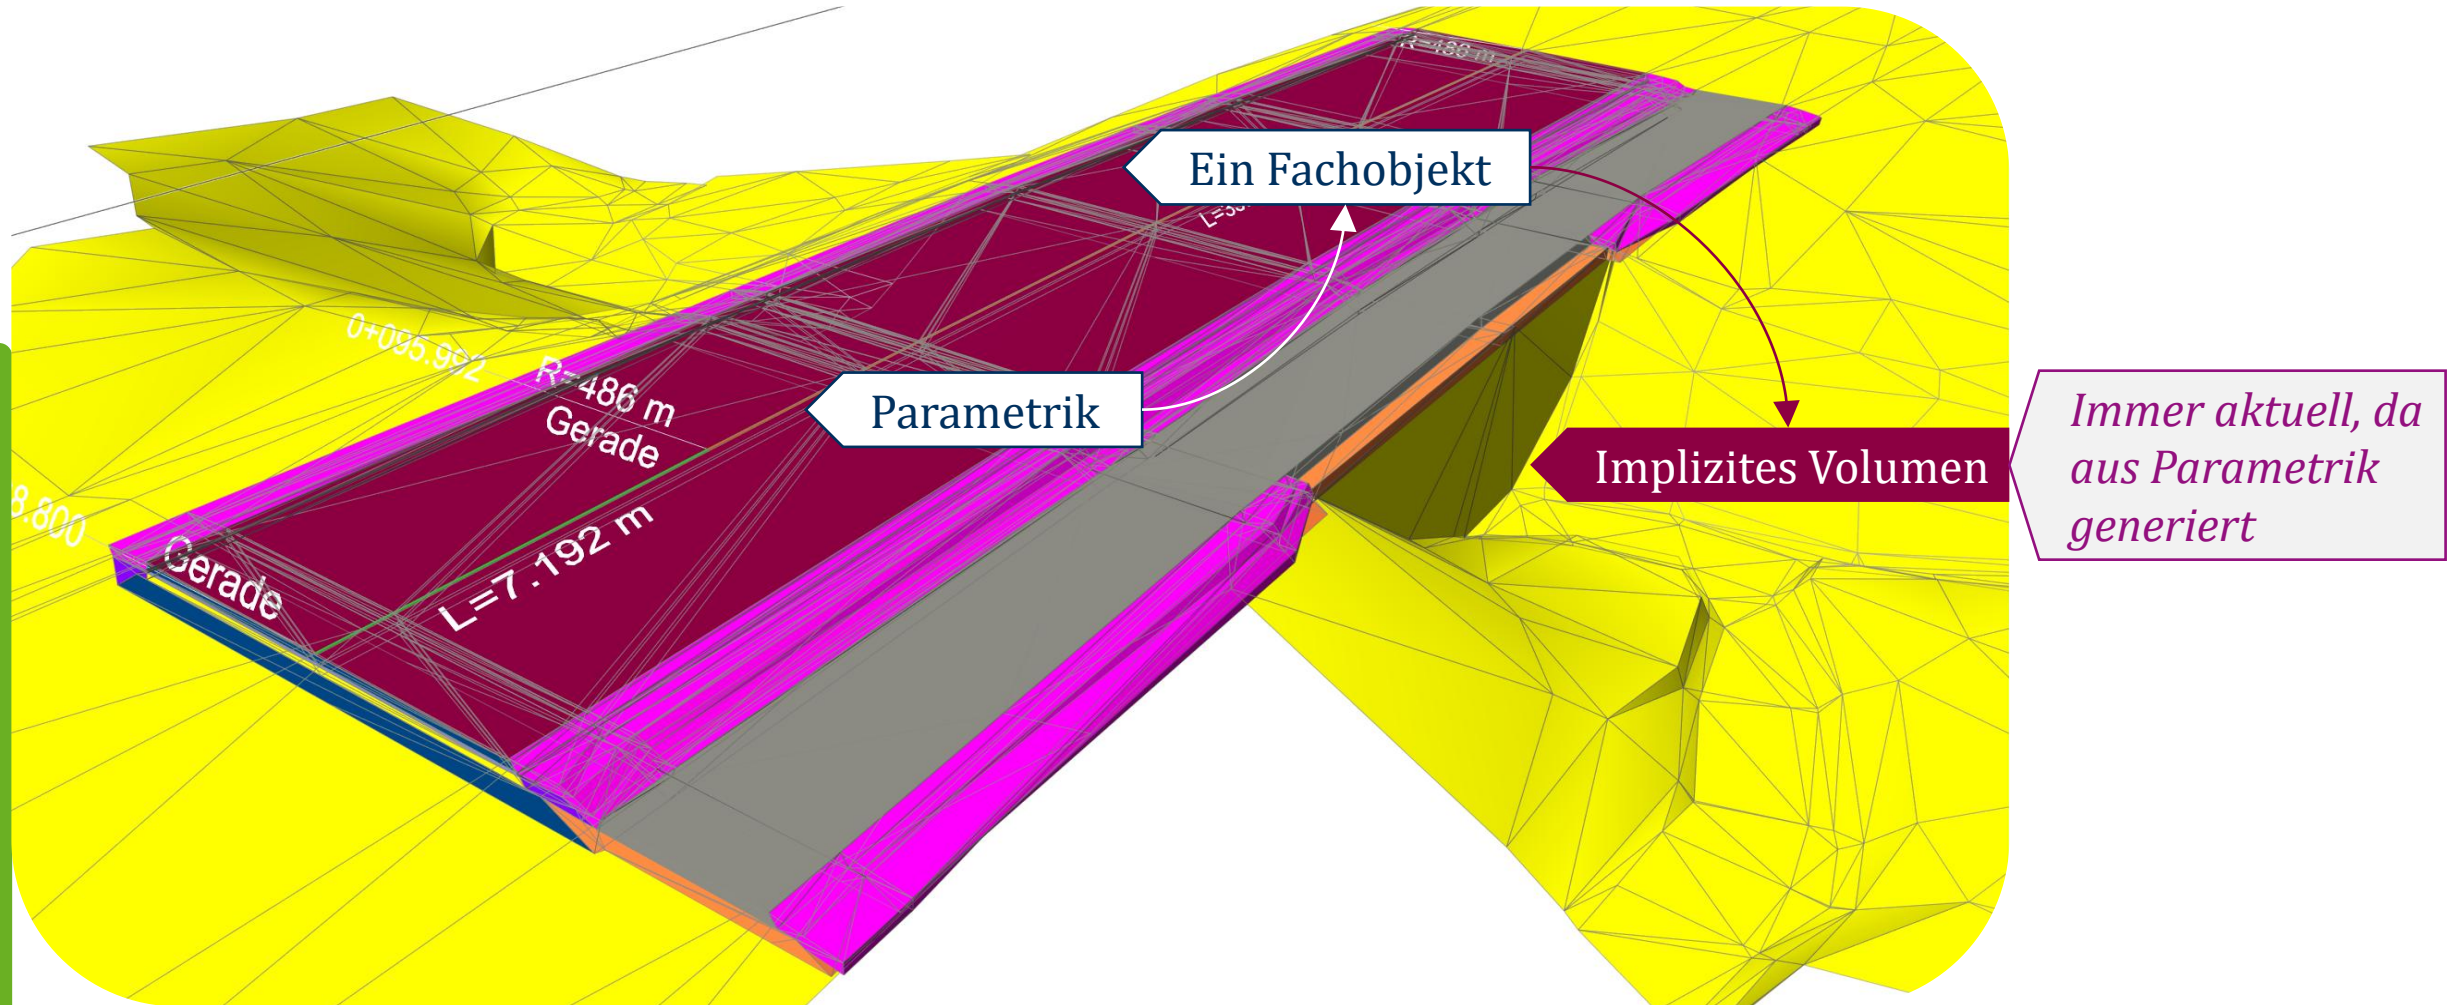 R=486 m
Ein Fachobjekt
0+095.992
R=486 m
Gerade
Parametrik
Immer aktuell, da
aus Parametrik
generiert
Implizites Volumen
8.800
Gerade
L=7.192 m